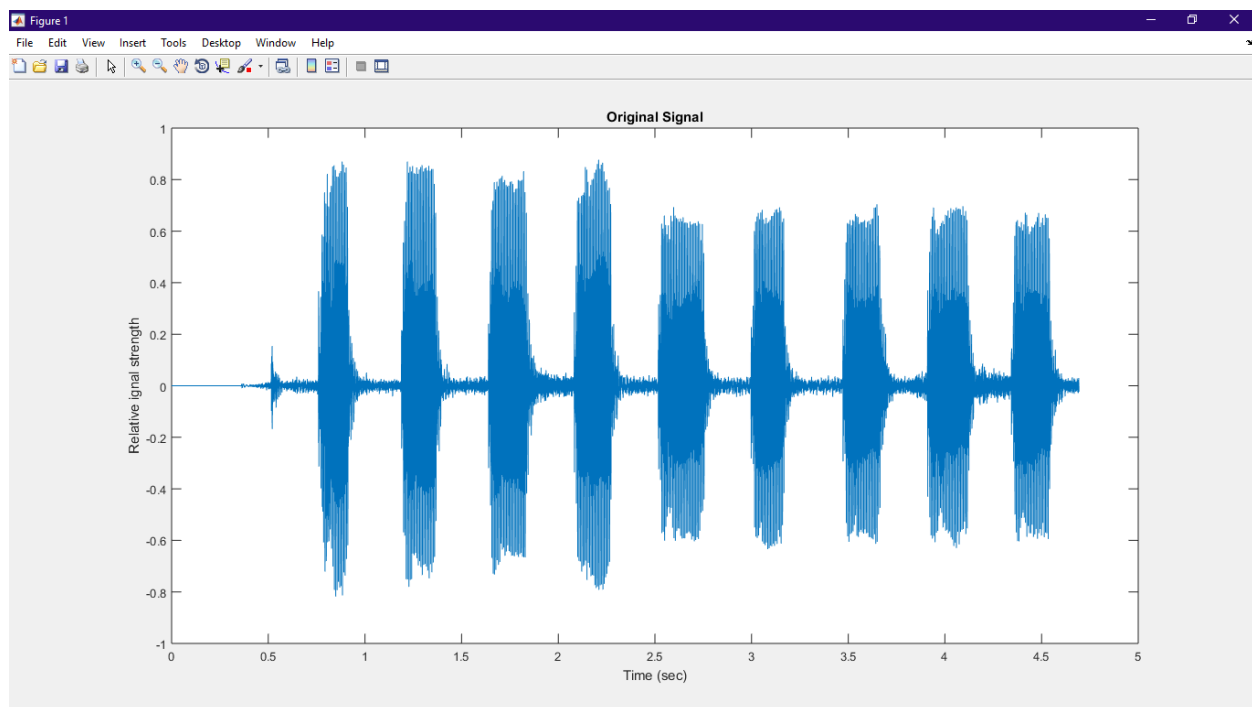 Figure 1
File Edit View Insert Tools Desktop Window Help
Original Signal
1
0.8
0.6
0.4
0.2
0
-0.2
-0.4
-0.6
-0.8
-1
Relative ignal strength
0 0.5 1 1.5 2 2.5 3 3.5 4 4.5 5
Time (sec)